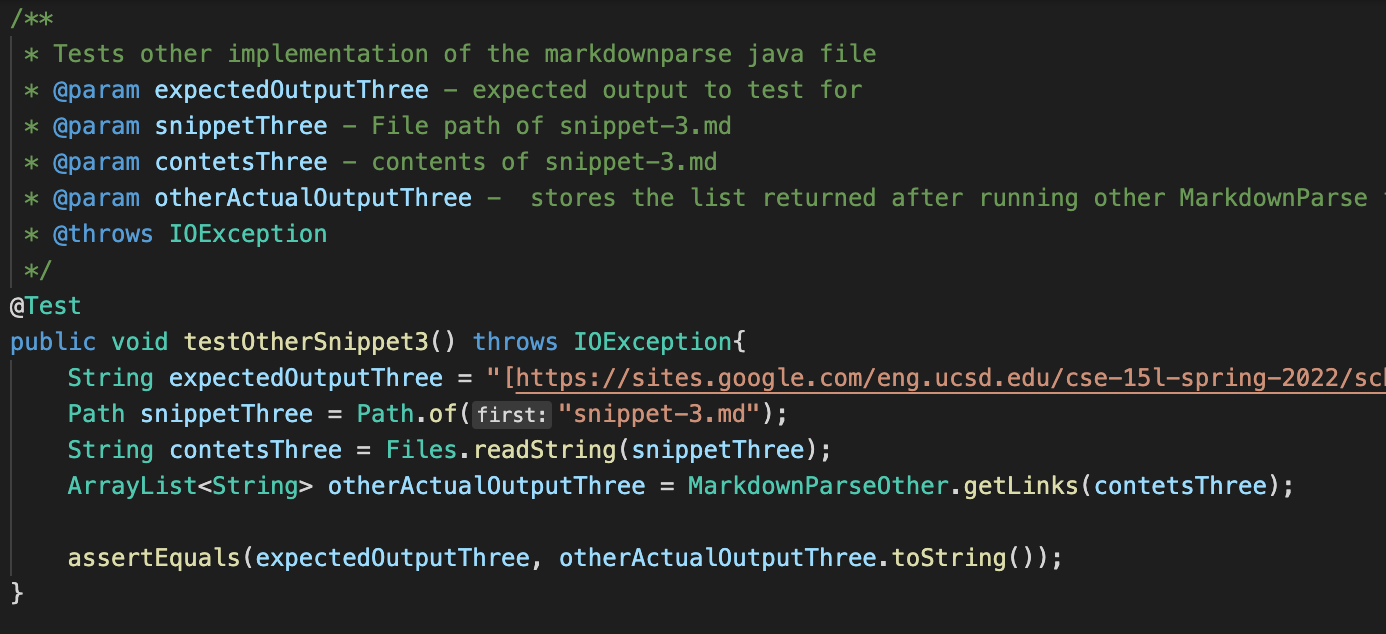 /**
 * Tests other implementation of the markdownparse java file
 * @param expectedOutputThree – expected output to test for
 * @param snippetThree – File path of snippet-3.md
 * @param contetsThree – contents of snippet-3.md
 * @param otherActualOutputThree –  stores the list returned after running other MarkdownParse
 * @throws IOException
 */
@Test
public void testOtherSnippet3() throws IOException{
    String expectedOutputThree = "[https://sites.google.com/eng.ucsd.edu/cse-15l-spring-2022/sc
    Path snippetThree = Path.of(first: "snippet-3.md");
    String contetsThree = Files.readString(snippetThree);
    ArrayList<String> otherActualOutputThree = MarkdownParseOther.getLinks(contetsThree);
    assertEquals(expectedOutputThree, otherActualOutputThree.toString());
}